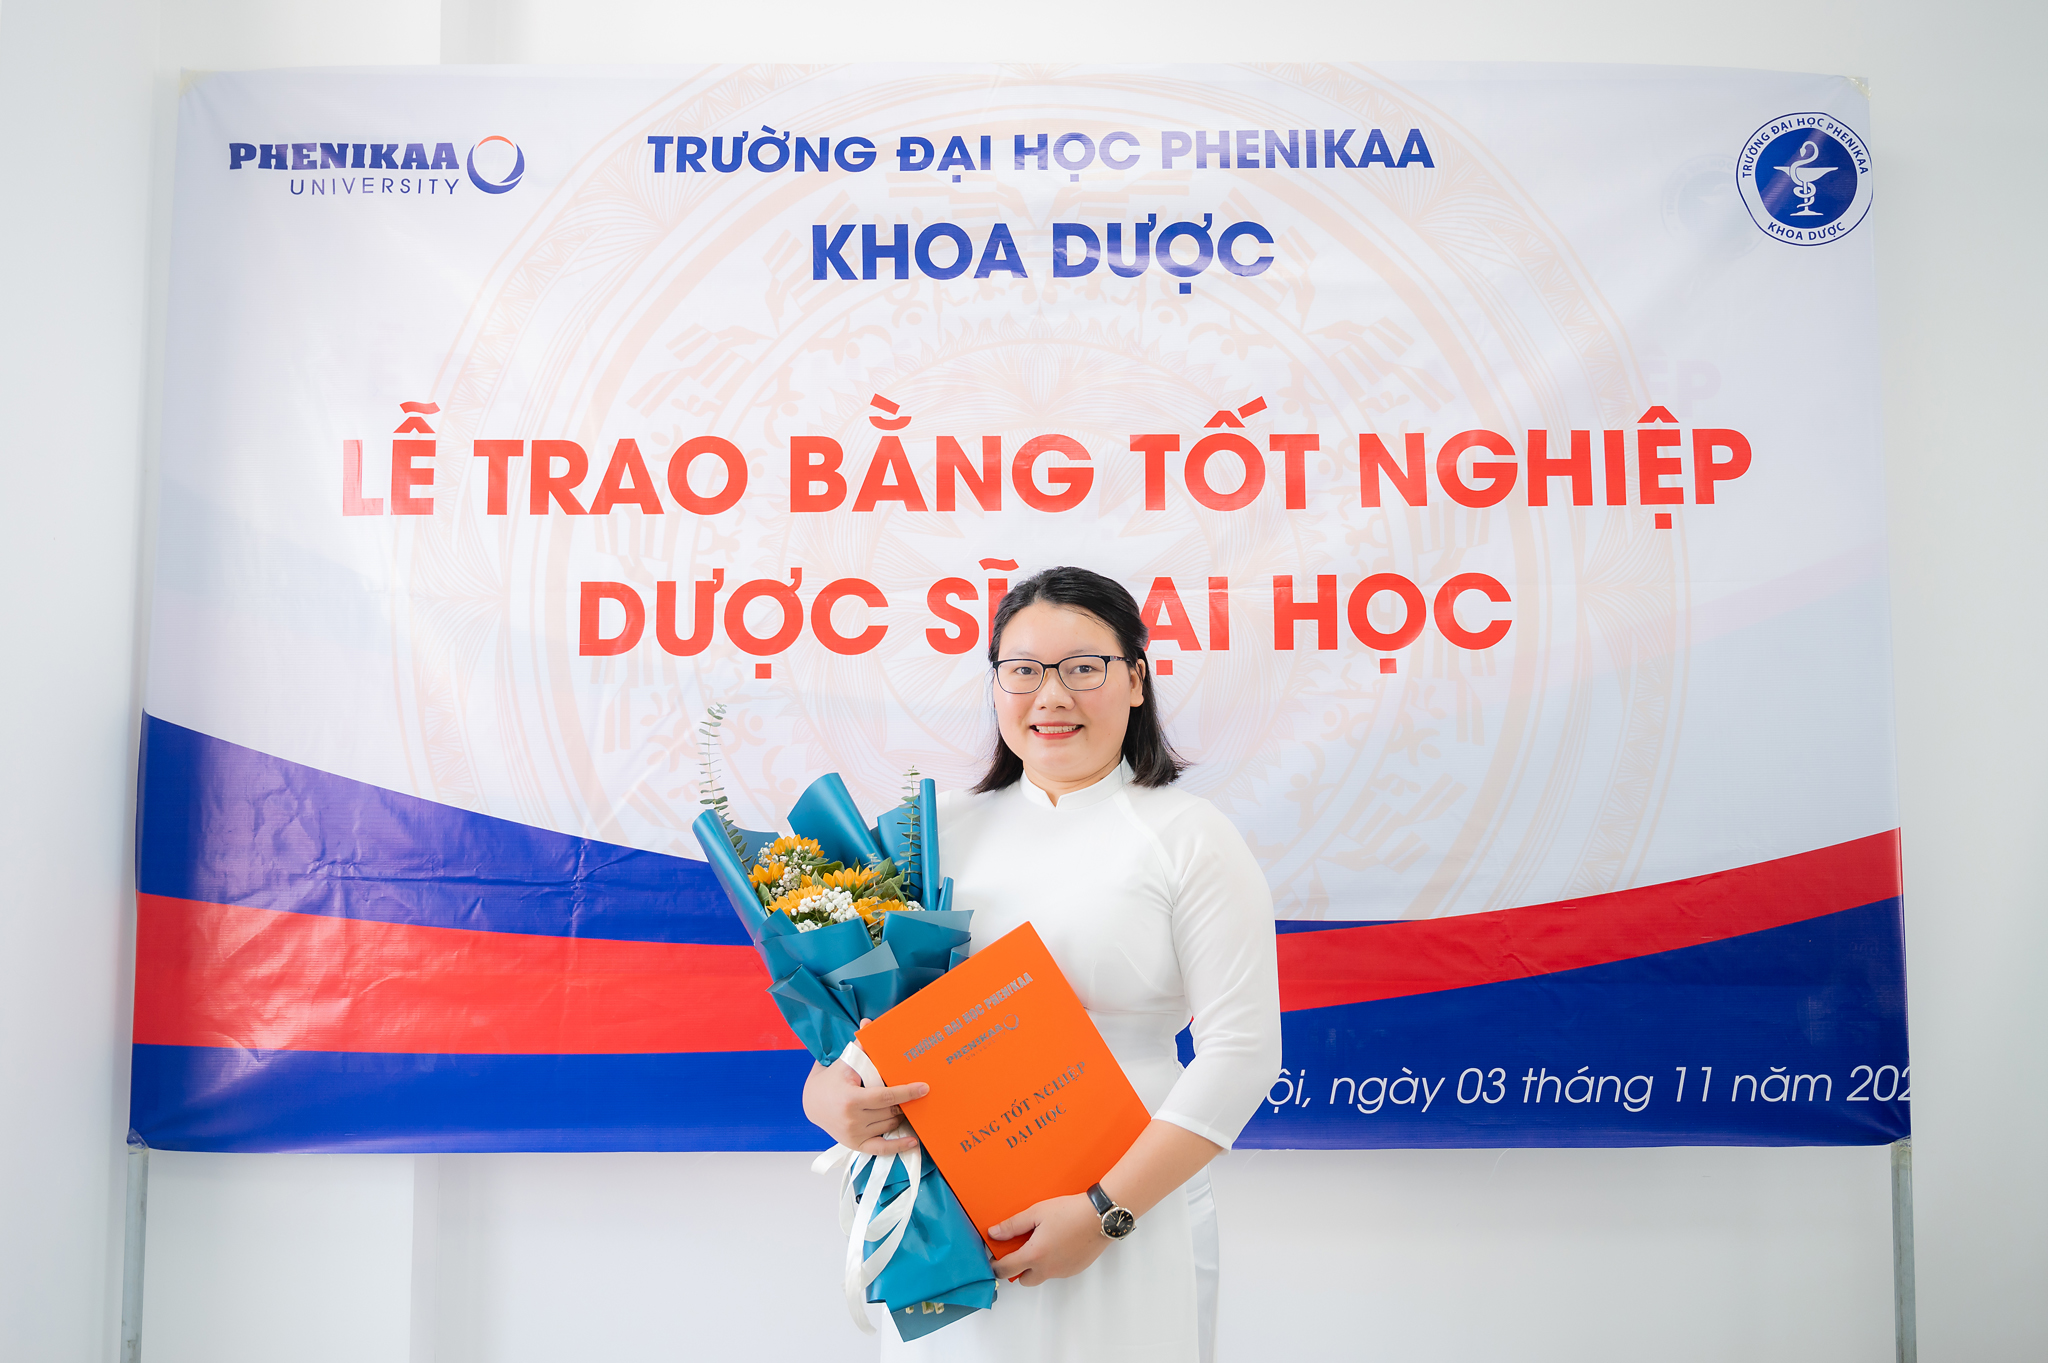 PHENIKAA
UNIVERSITY
TRƯỜNG ĐẠI HỌC PHENIKAA
KHOA DƯỢC
TRƯỜNG ĐẠI HỌC PHENIKAA
KHOA DƯỢC
LỄ TRAO BẰNG TỐT NGHIỆP
DƯỢC SĨ ẠI HỌC
ội, ngày 03 tháng 11 năm 202
TRƯỜNG ĐẠI HỌC PHENIKAA
PHENIKAA
BẰNG TỐT NGHIỆP
ĐẠI HỌC